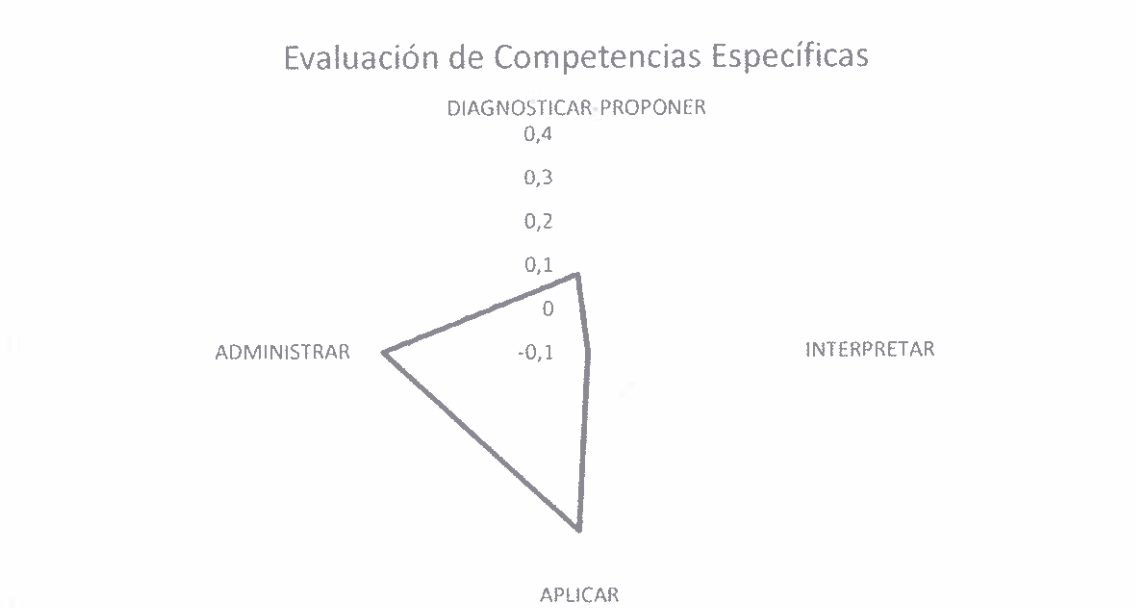 Evaluación de Competencias Específicas
DIAGNOSTICAR-PROPONER
0,4
0,3
0,2
0,1
0
-0,1
ADMINISTRAR
INTERPRETAR
APLICAR